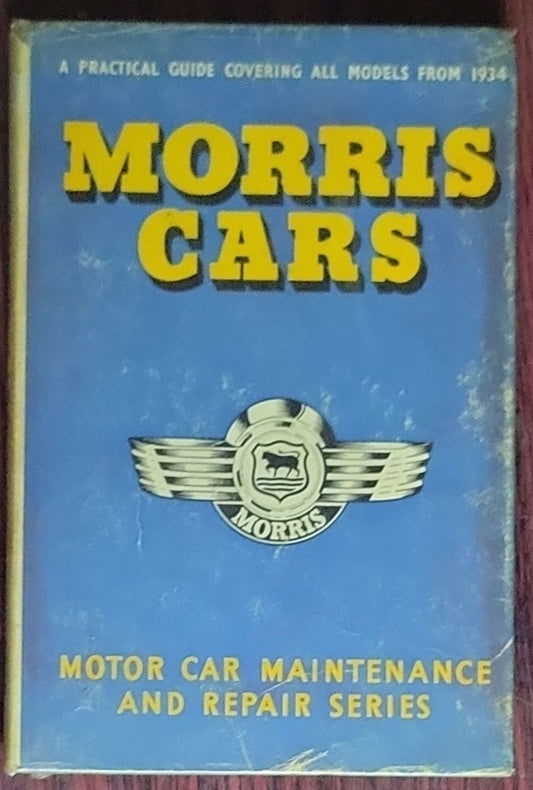 A PRACTICAL GUIDE COVERING ALL MODELS FROM 1934
MORRIS
CARS
MORRIS
MOTOR CAR MAINTENANCE
AND REPAIR SERIES